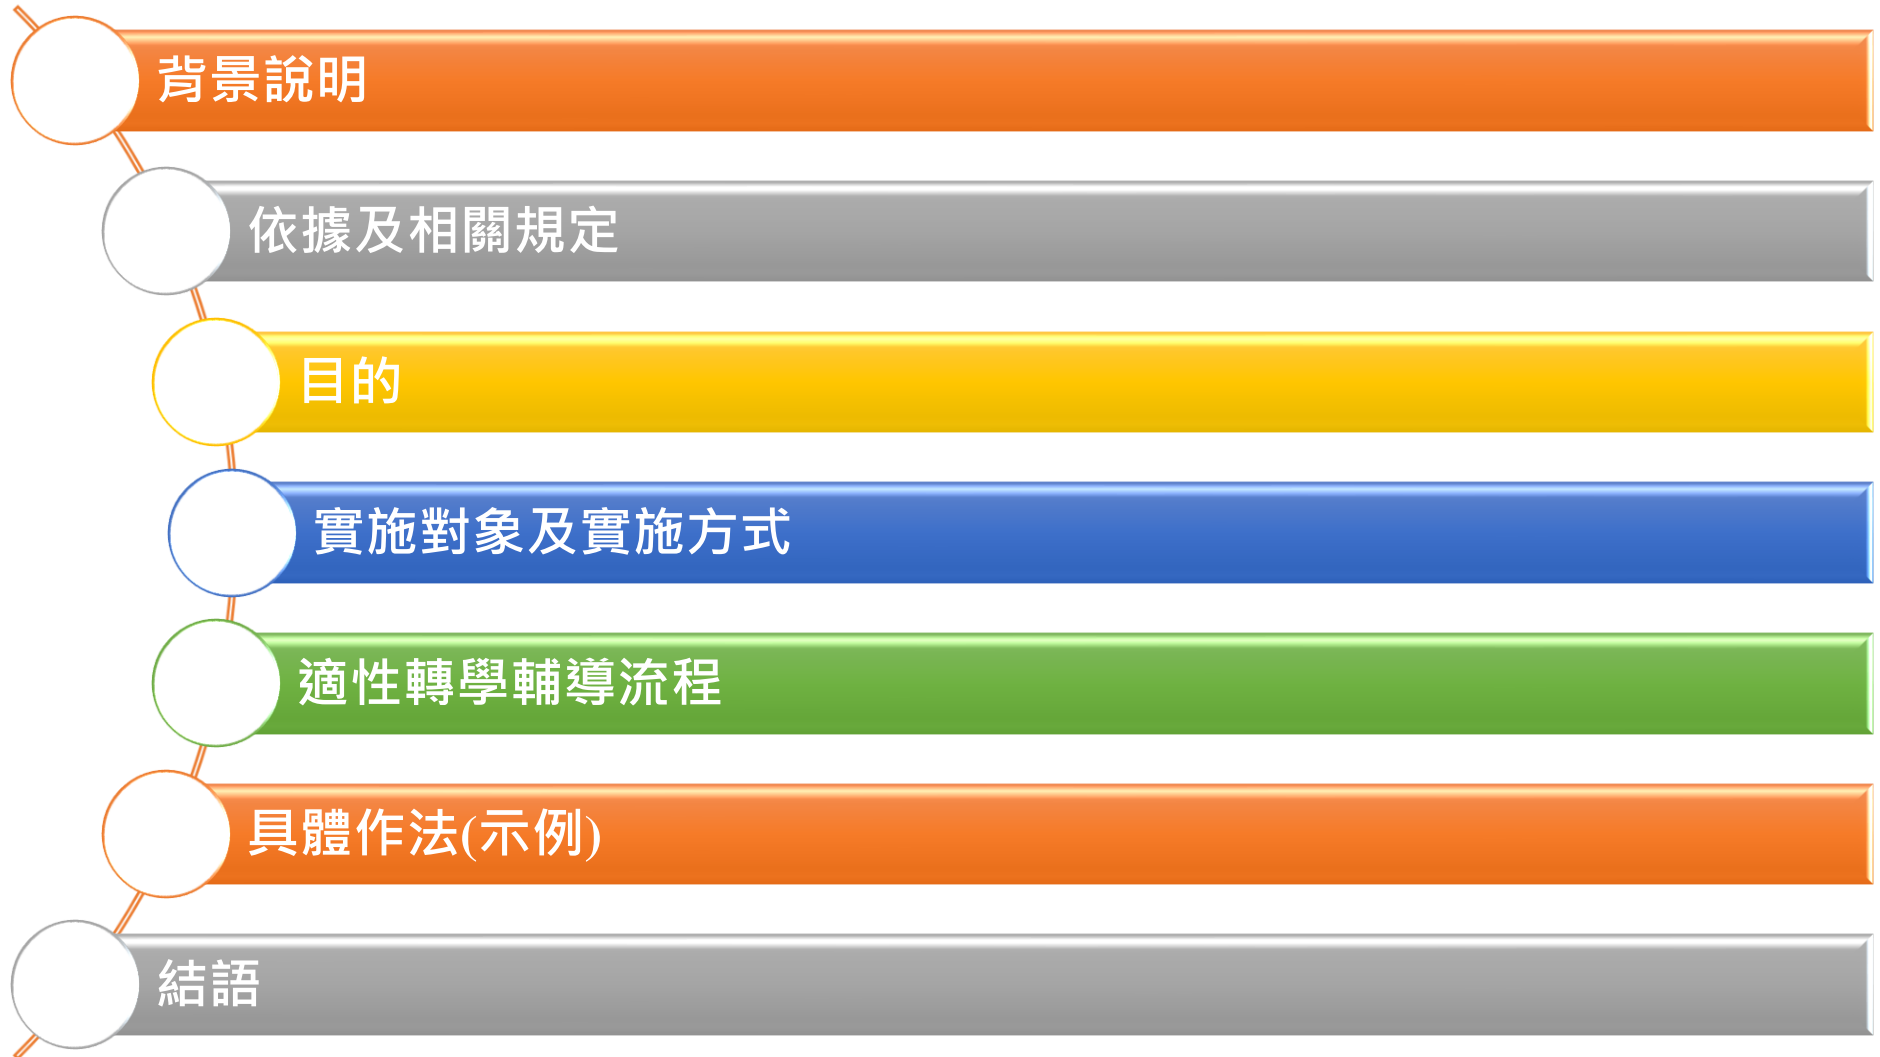 背景說明
依據及相關規定
目的
實施對象及實施方式
適性轉學輔導流程
具體作法(示例)
結語